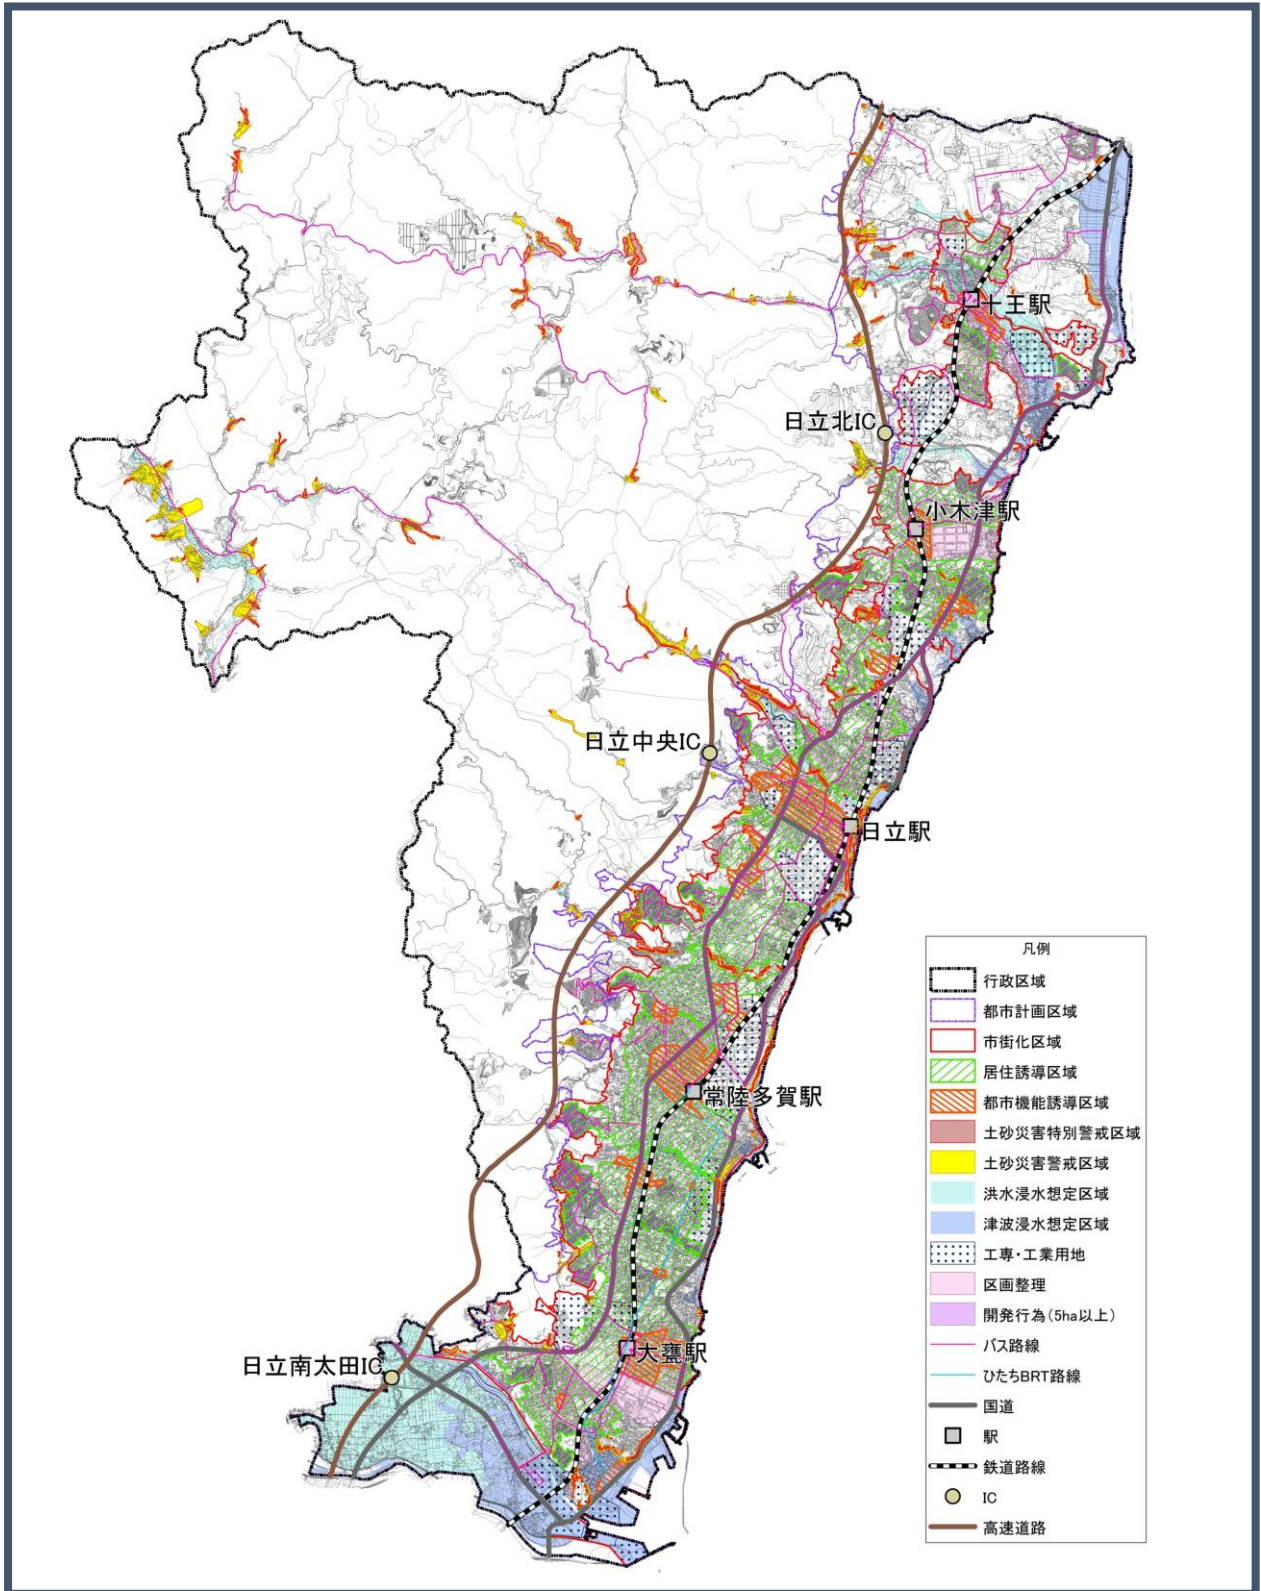 十王駅
日立北IC
小木津駅
日立中央IC
日立駅
常陸多賀駅
大甕駅
日立南太田IC
凡例
行政区域
都市計画区域
市街化区域
居住誘導区域
都市機能誘導区域
土砂災害特別警戒区域
土砂災害警戒区域
洪水浸水想定区域
津波浸水想定区域
工専・工業用地
区画整理
開発行為(5ha以上)
バス路線
ひたちBRT路線
国道
駅
鉄道路線
IC
高速道路